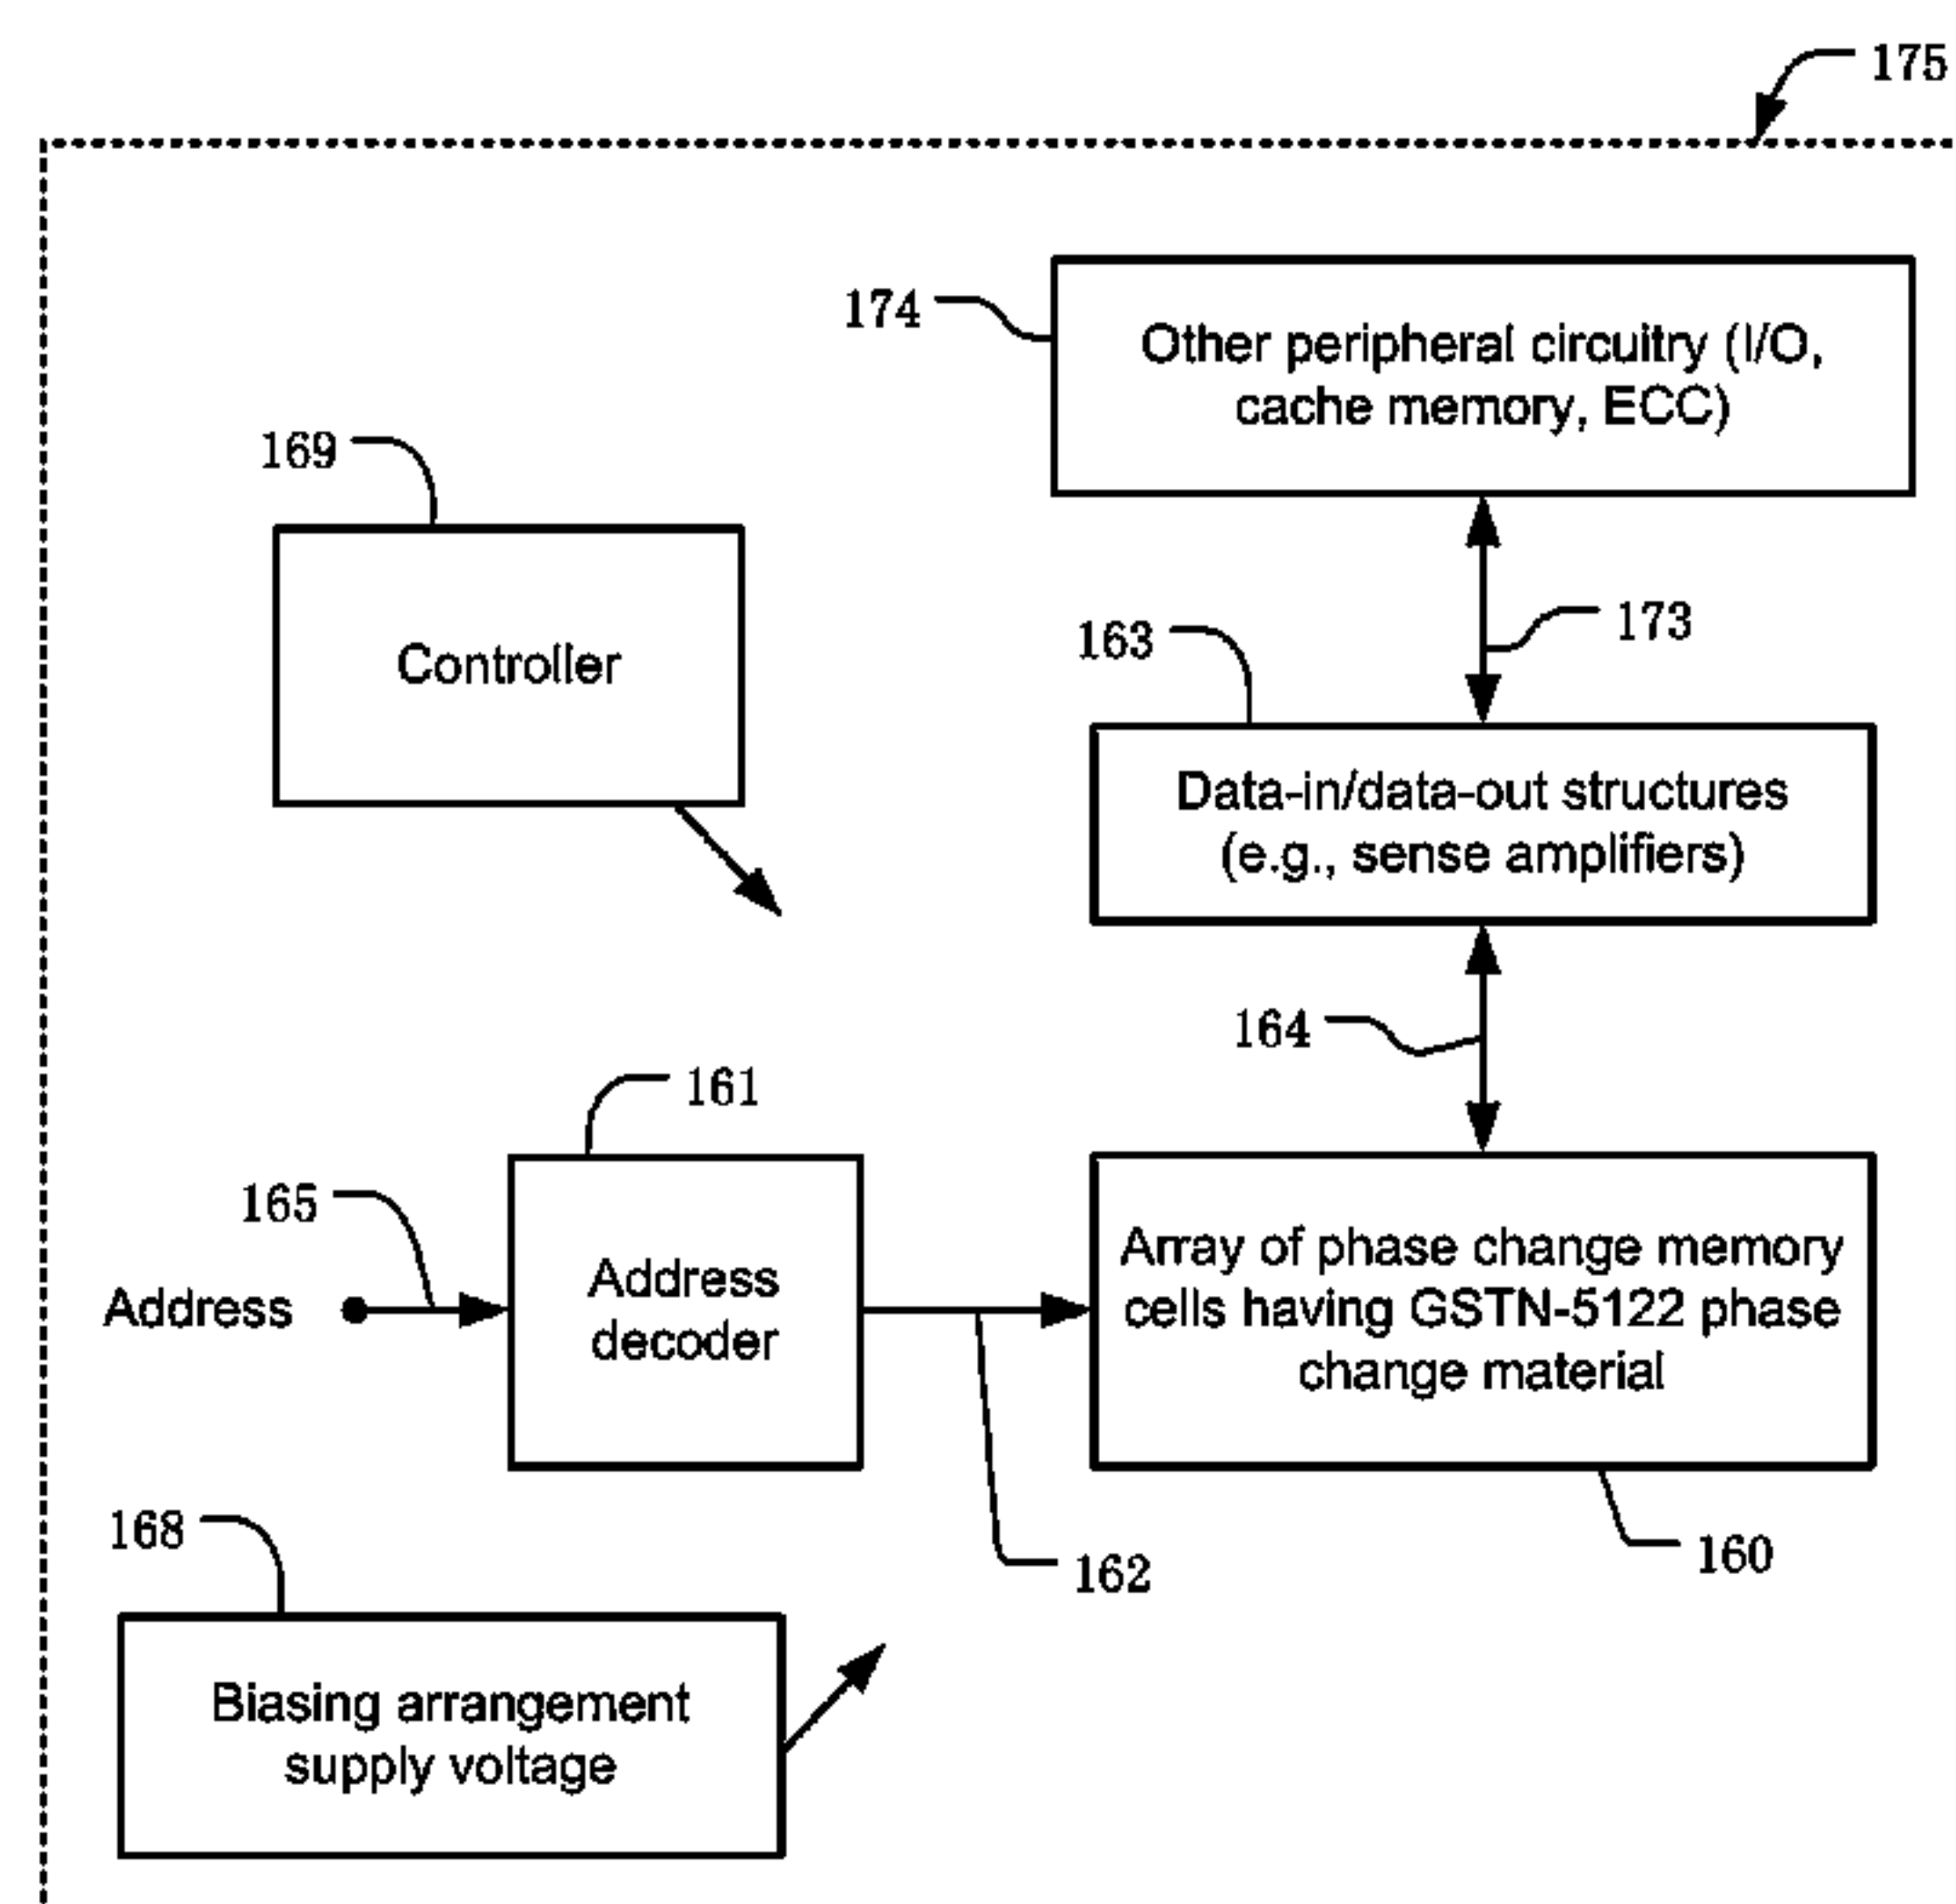 175
174
Other peripheral circuitry (I/O,
cache memory, ECC)
169
Controller
173
163
Data-in/data-out structures
(e.g., sense amplifiers)
164
161
165
Address
Address
decoder
Array of phase change memory
cells having GSTN-5122 phase
change material
162
160
168
Biasing arrangement
supply voltage